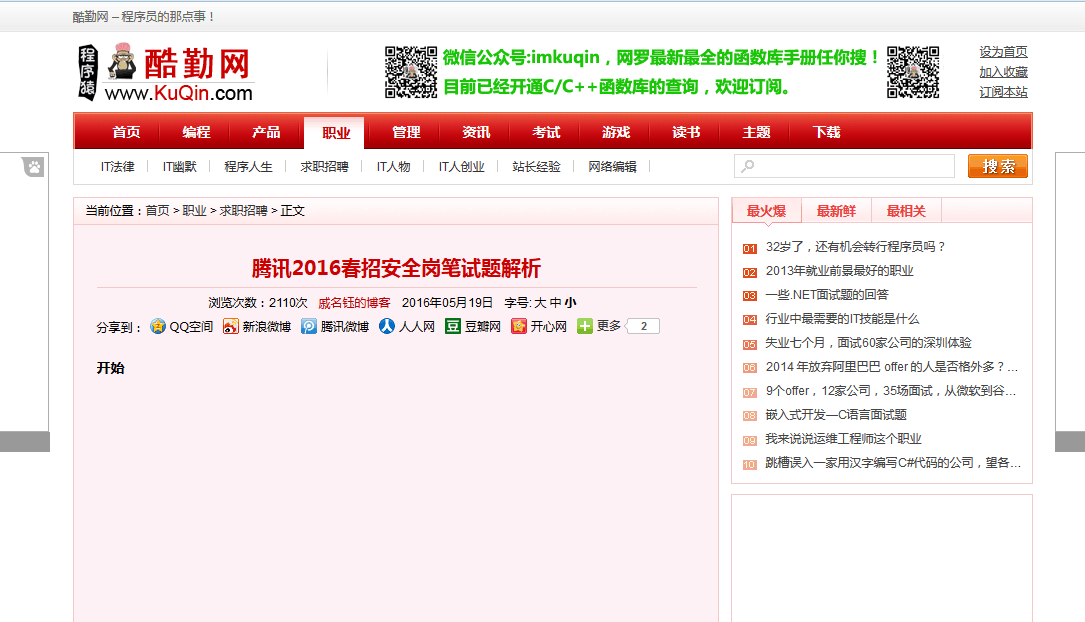 酷勤网 – 程序员的那点事！
程序猿
酷勤网
www.KuQin.com
微信公众号:imkuqin，网罗最新最全的函数库手册任你搜！
目前已经开通C/C++函数库的查询，欢迎订阅。
设为首页
加入收藏
订阅本站
首页 编程 产品 职业 管理 资讯 考试 游戏 读书 主题 下载
IT法律 IT幽默 程序人生 求职招聘 IT人物 IT人创业 站长经验 网络编辑
搜索
当前位置：首页 > 职业 > 求职招聘 > 正文
腾讯2016春招安全岗笔试题解析
浏览次数：2110次 戚名钰的博客 2016年05月19日 字号: 大 中 小
分享到： QQ空间 新浪微博 腾讯微博 人人网 豆瓣网 开心网 更多 2
开始
最火爆 最新鲜 最相关
01 32岁了，还有机会转行程序员吗？
02 2013年就业前景最好的职业
03 一些.NET面试题的回答
04 行业中最需要的IT技能是什么
05 失业七个月，面试60家公司的深圳体验
06 2014 年放弃阿里巴巴 offer 的人是否格外多？...
07 9个offer，12家公司，35场面试，从微软到谷...
08 嵌入式开发—C语言面试题
09 我来说说运维工程师这个职业
10 跳槽误入一家用汉字编写C#代码的公司，望各...